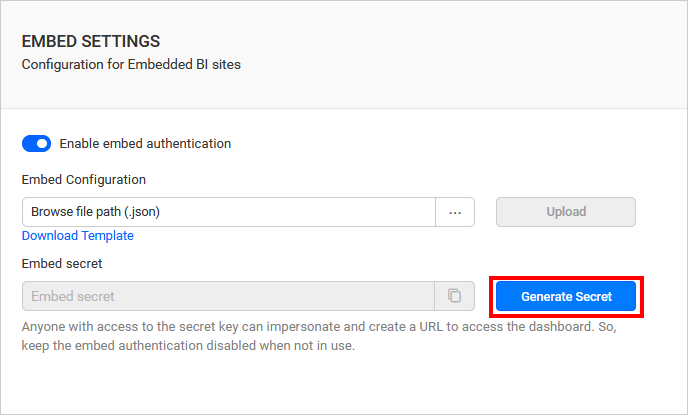 EMBED SETTINGS
Configuration for Embedded BI sites
Enable embed authentication
Embed Configuration
Browse file path (.json) ... Upload
Download Template
Embed secret
Embed secret Generate Secret
Anyone with access to the secret key can impersonate and create a URL to access the dashboard. So,
keep the embed authentication disabled when not in use.